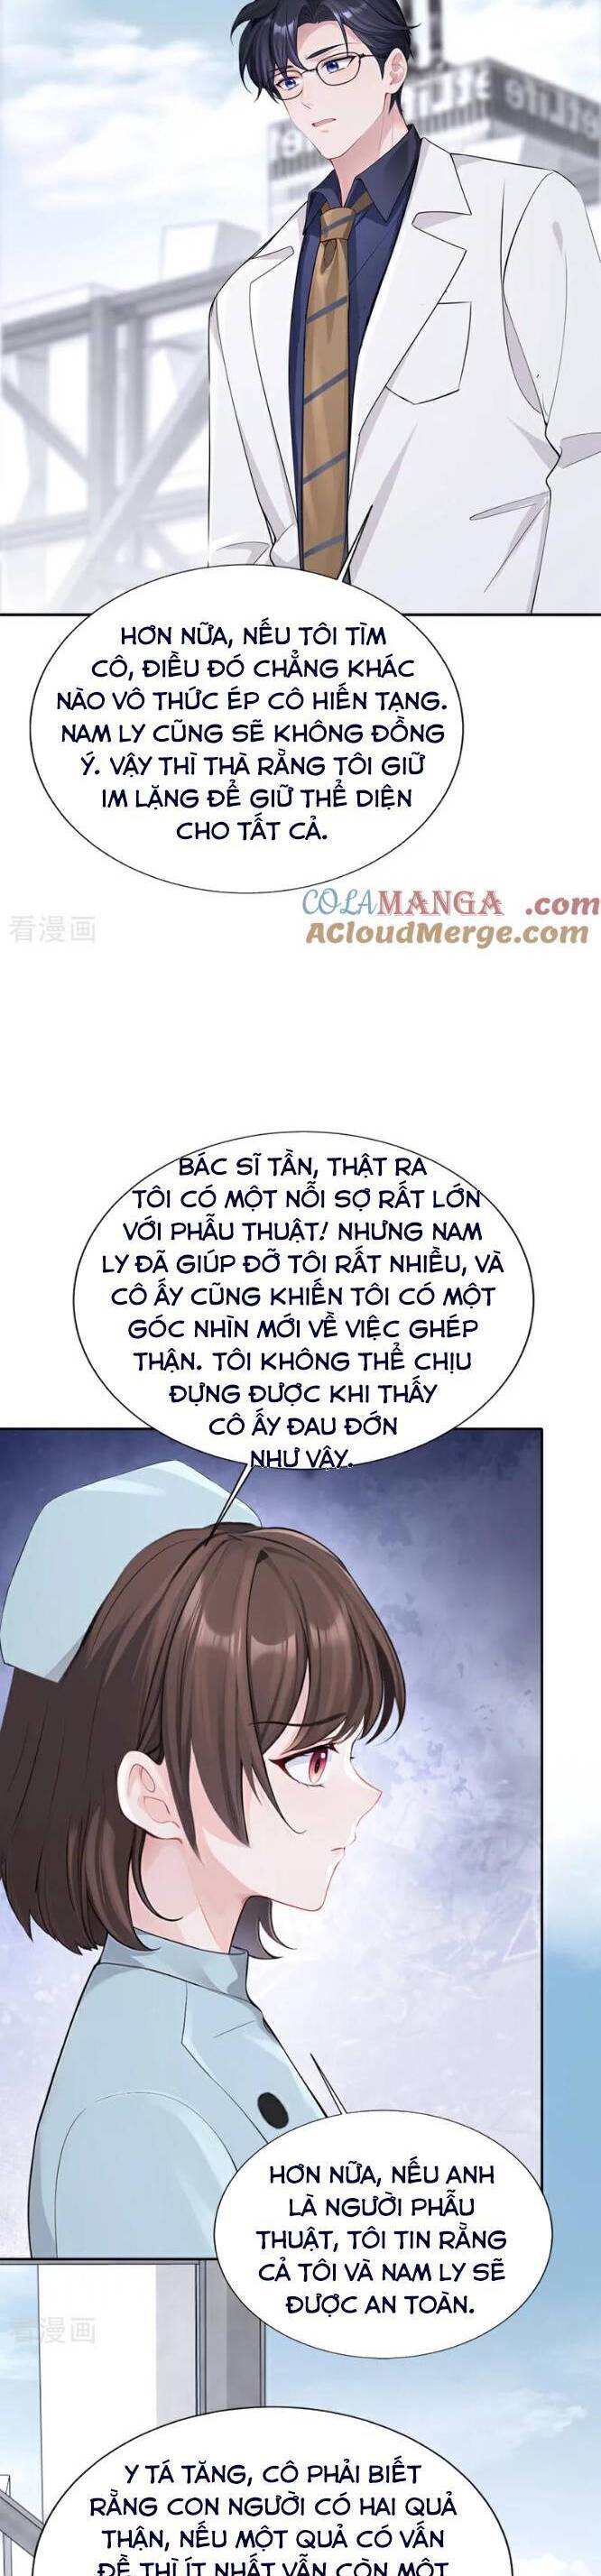 HƠN NỮA, NẾU TÔI TÌM
CÔ, ĐIỀU ĐÓ CHẲNG KHÁC
NÀO VÔ THỨC ÉP CÔ HIẾN TẠNG.
NAM LY CŨNG SẼ KHÔNG ĐỒNG
Ý. VẬY THÌ THÀ RẰNG TÔI GIỮ
IM LẶNG ĐỂ GIỮ THỂ DIỆN
CHO TẤT CẢ.
COLAMANGA .com
ACloudMerge.com
看漫画
BÁC SĨ TẦN, THẬT RA
TÔI CÓ MỘT NỖI SỢ RẤT LỚN
VỚI PHẪU THUẬT! NHƯNG NAM
LY ĐÃ GIÚP ĐỠ TÔI RẤT NHIỀU, VÀ
CÔ ẤY CŨNG KHIẾN TÔI CÓ MỘT
GÓC NHÌN MỚI VỀ VIỆC GHÉP
THẬN. TÔI KHÔNG THỂ CHỊU
ĐỰNG ĐƯỢC KHI THẤY
CÔ ẤY ĐAU ĐỚN
NHƯ VẬY.
HƠN NỮA, NẾU ANH
LÀ NGƯỜI PHẪU
THUẬT, TÔI TIN RẰNG
CẢ TÔI VÀ NAM LY SẼ
ĐƯỢC AN TOÀN.
看漫画
Y TÁ TĂNG, CÔ PHẢI BIẾT
RẰNG CON NGƯỜI CÓ HAI QUẢ
THẬN, NẾU MỘT QUẢ CÓ VẤN
ĐỀ THÌ ÍT NHẤT VẪN CÒN MỘT